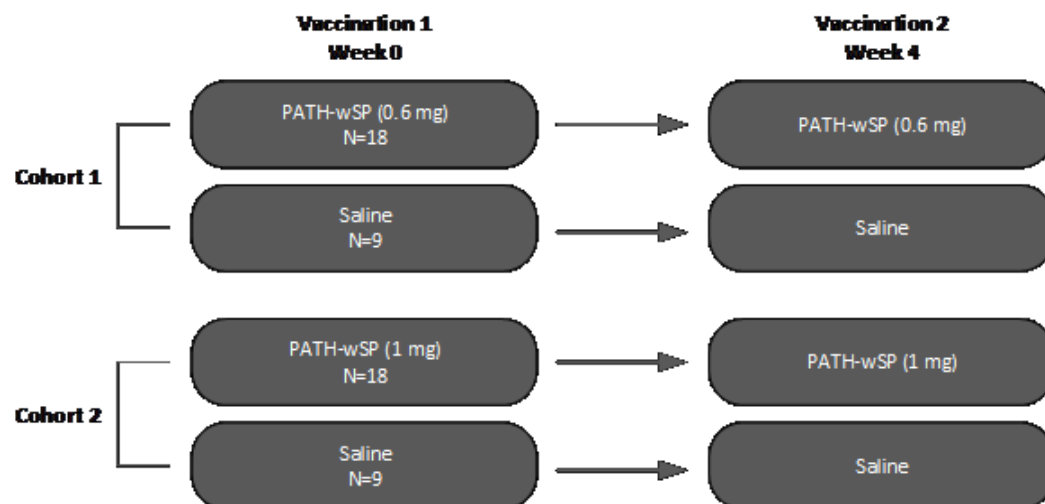 Vaccination 1
Week 0
Vaccination 2
Week 4
Cohort 1
PATH-wSP (0.6 mg)
N=18
PATH-wSP (0.6 mg)
Saline
N=9
Saline
Cohort 2
PATH-wSP (1 mg)
N=18
PATH-wSP (1 mg)
Saline
N=9
Saline